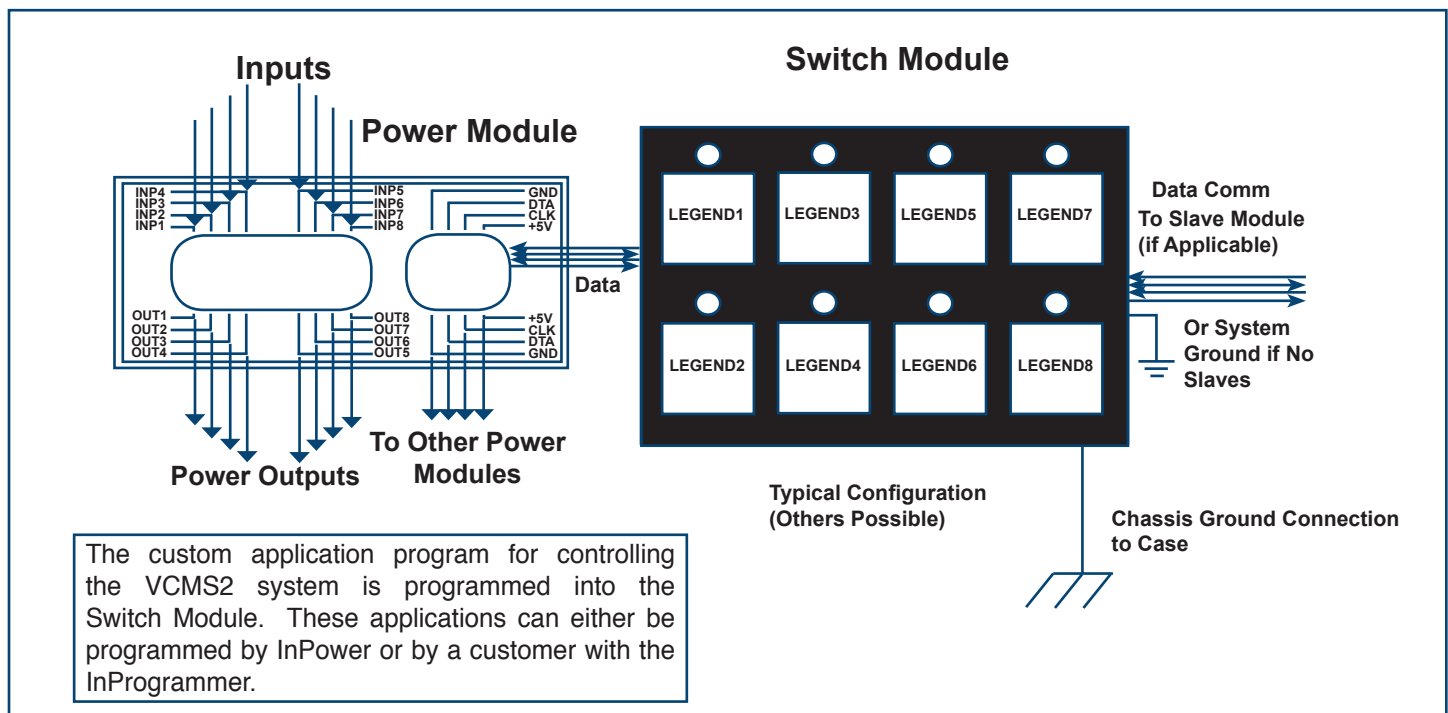 Inputs
Switch Module
Power Module
INP4
INP3
INP2
INP1
INP5
INP6
INP7
INP8
GND
DTA
CLK
+5V
OUT1
OUT2
OUT3
OUT4
OUT8
OUT7
OUT6
OUT5
+5V
CLK
DTA
GND
Data
LEGEND1
LEGEND3
LEGEND5
LEGEND7
LEGEND2
LEGEND4
LEGEND6
LEGEND8
Data Comm
To Slave Module
(if Applicable)
Or System
Ground if No
Slaves
Power Outputs
To Other Power
Modules
Typical Configuration
(Others Possible)
Chassis Ground Connection
to Case
The custom application program for controlling
the VCMS2 system is programmed into the
Switch Module. These applications can either be
programmed by InPower or by a customer with the
InProgrammer.